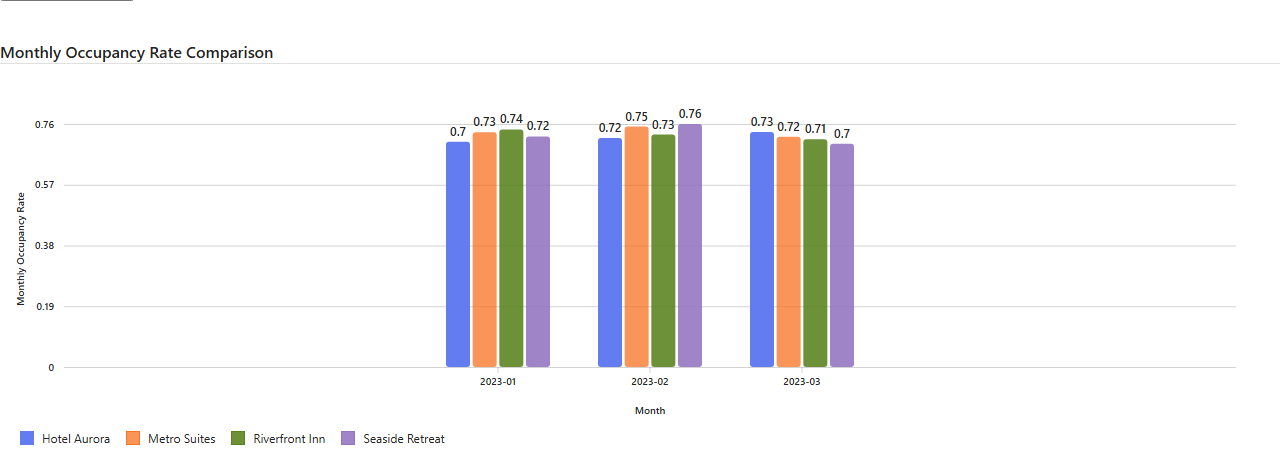 Monthly Occupancy Rate Comparison
0.76
0.57
0.38
0.19
0
Monthly Occupancy Rate
0.7 0.73 0.74 0.72
0.72 0.75 0.73 0.76
0.73 0.72 0.71 0.7
2023-01 2023-02 2023-03
Month
Hotel Aurora Metro Suites Riverfront Inn Seaside Retreat